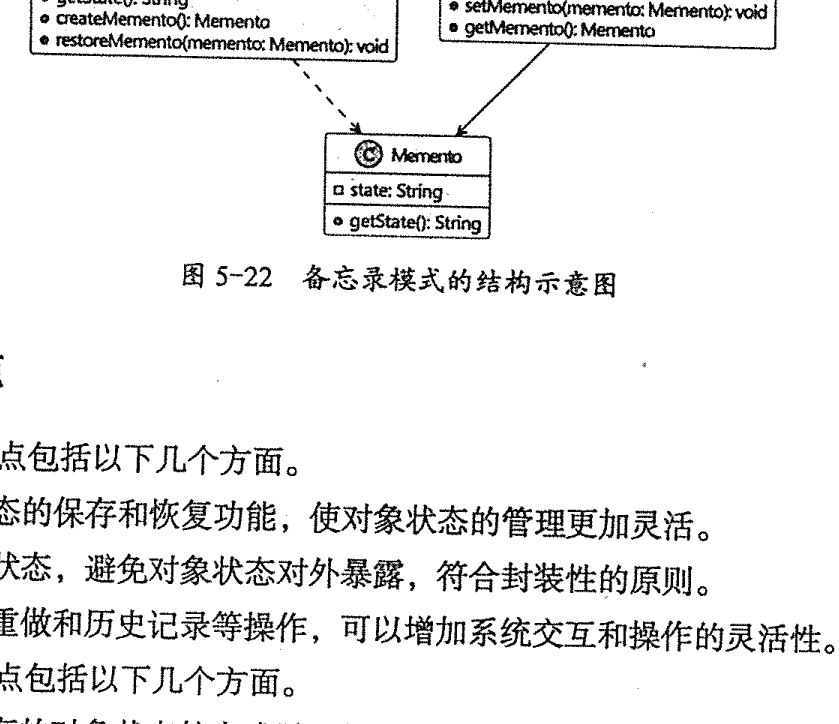 getState(): String
createMemento(): Memento
restoreMemento(memento: Memento): void
setMemento(memento: Memento): void
getMemento(): Memento
C Memento
state: String
getState(): String
图 5-22 备忘录模式的结构示意图
点包括以下几个方面。
态的保存和恢复功能，使对象状态的管理更加灵活。
状态，避免对象状态对外暴露，符合封装性的原则。
重做和历史记录等操作，可以增加系统交互和操作的灵活性。
点包括以下几个方面。